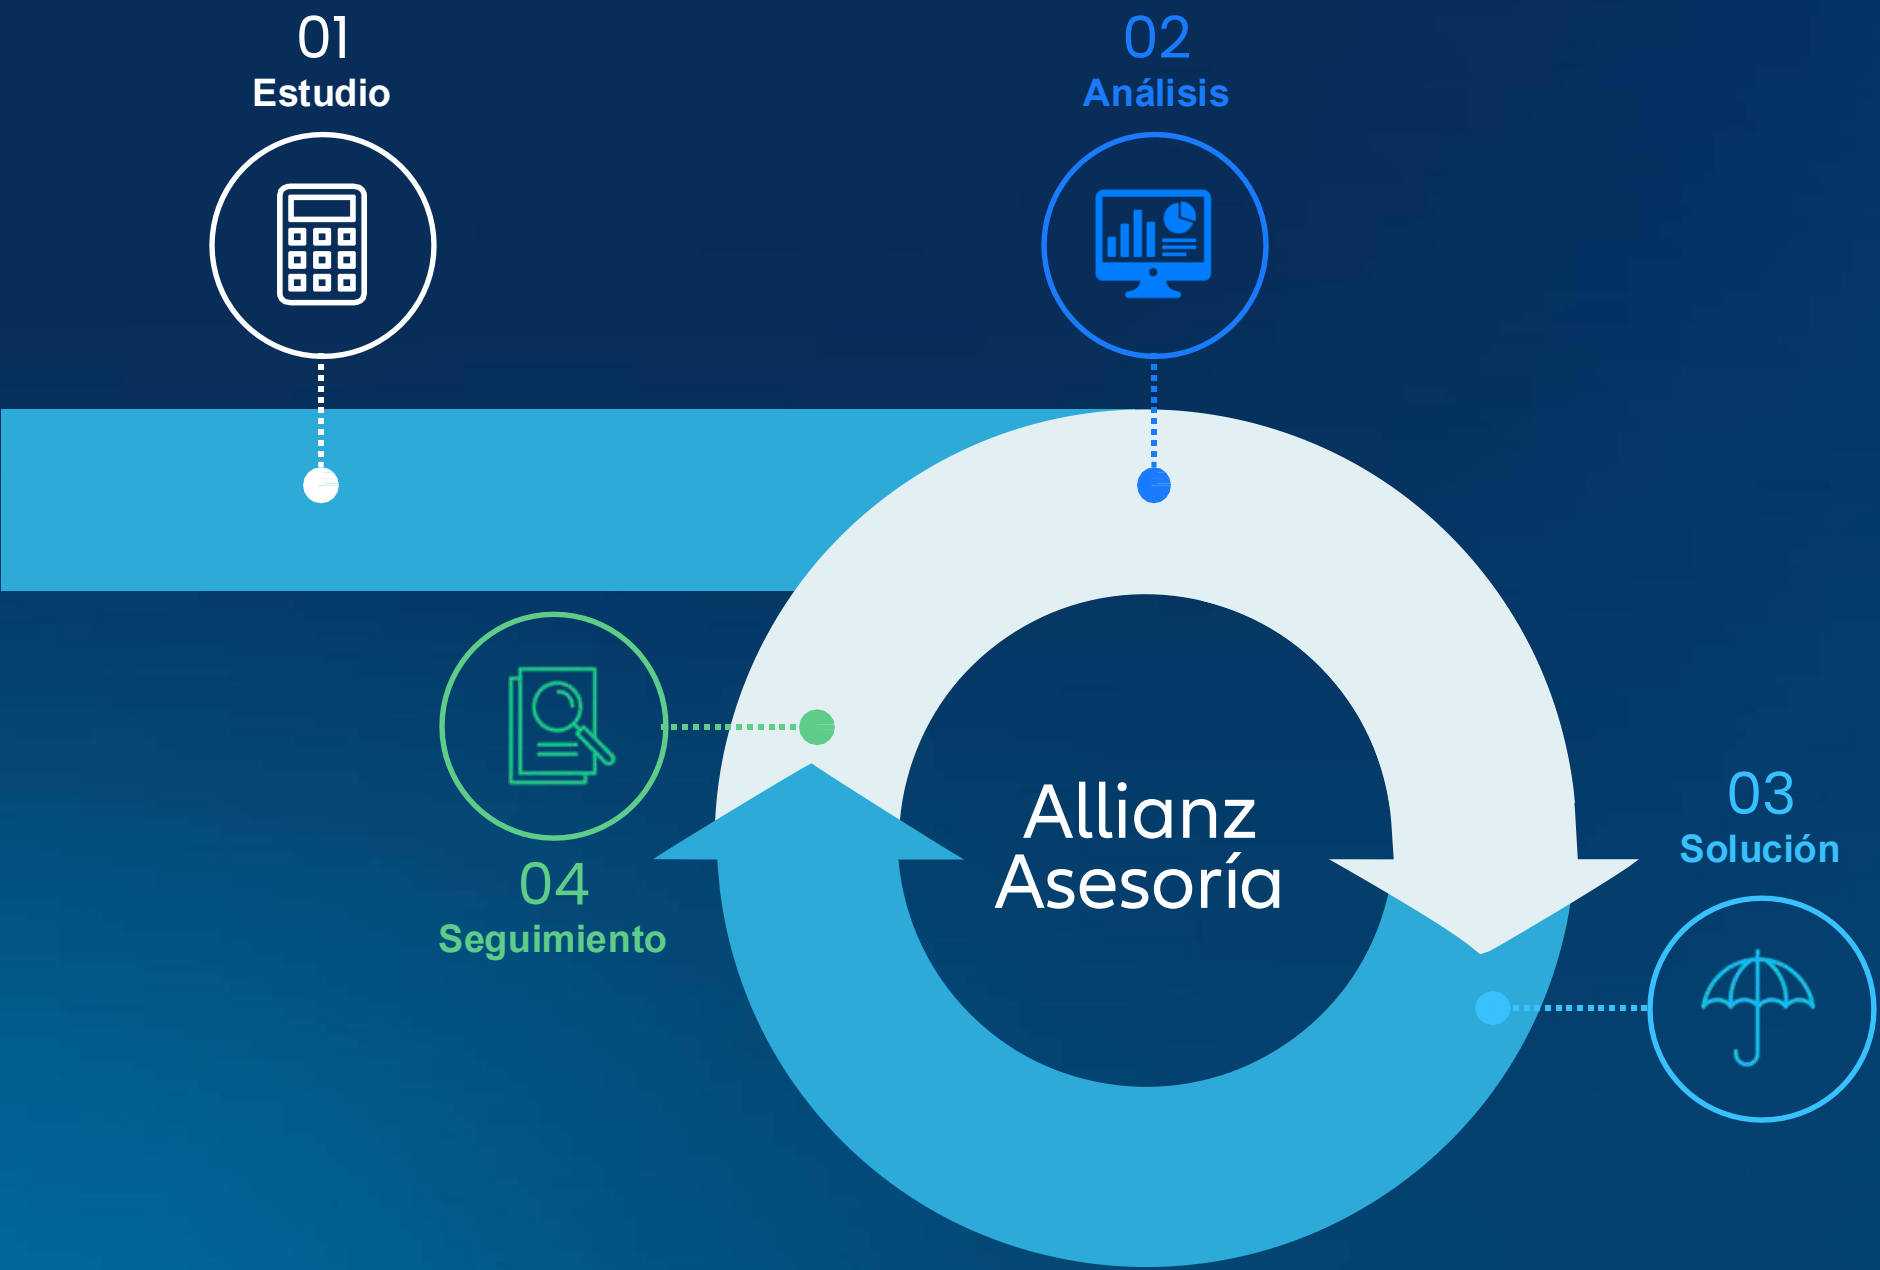 01
Estudio
02
Análisis
03
Solución
04
Seguimiento
Allianz
Asesoría